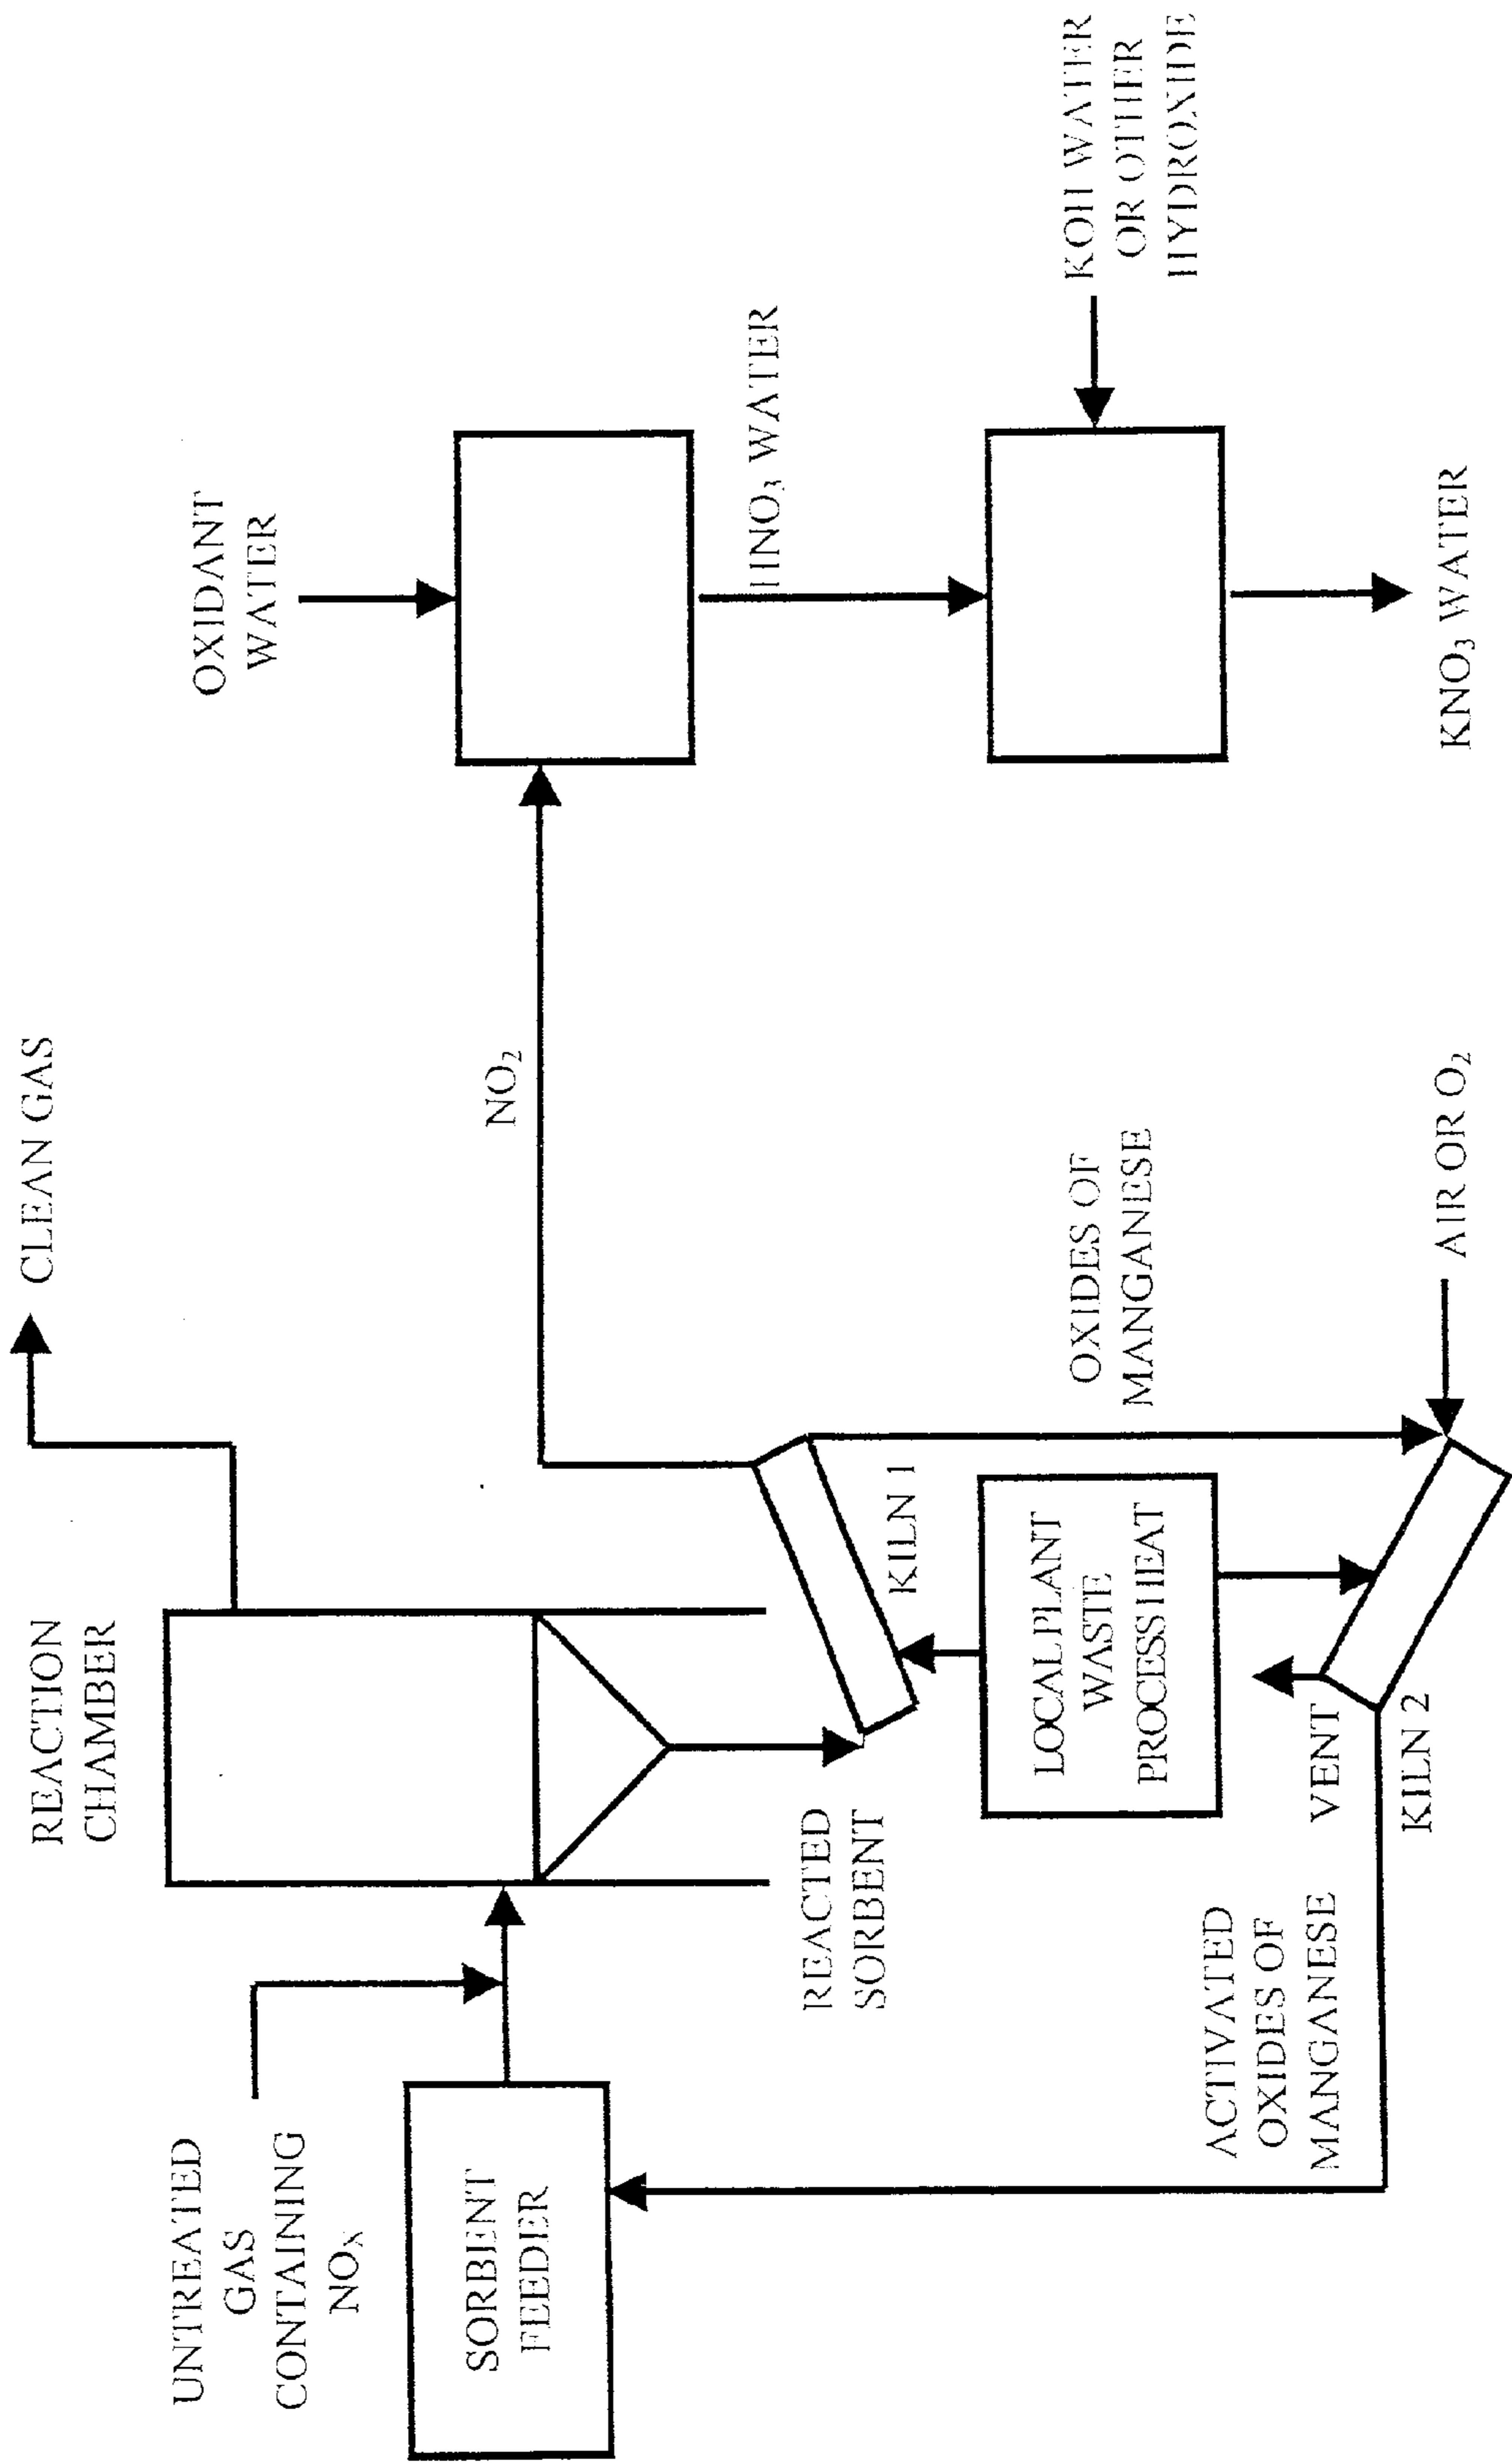 UNTREATED
GAS
CONTAINING
NOX
SORBENT
FEEDER
REACTION
CHAMBER
CLEAN GAS
REACTED
SORBENT
ACTIVATED
OXIDES OF
MANGANESE
KILN 1
LOCAL PLANT
WASTE
PROCESS HEAT
VENT
KILN 2
OXIDES OF
MANGANESE
AIR OR O₂
NO₂
OXIDANT
WATER
HNO₃ WATER
KOH WATER
OR OTHER
HYDROXIDE
KNO₃ WATER